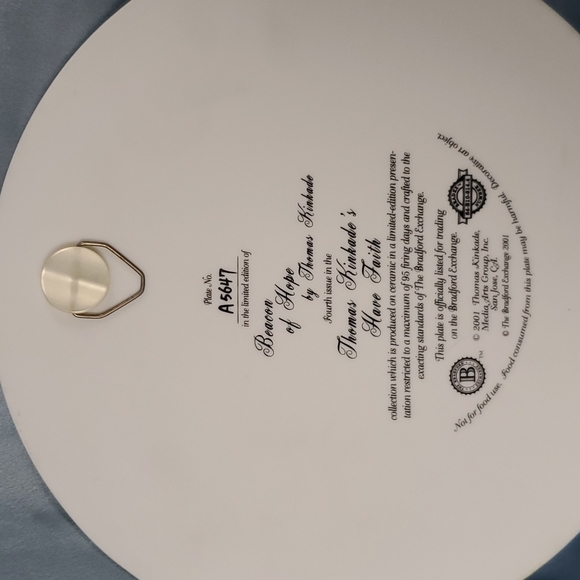 Plate No.
A5647
in the limited edition of
Beacon
of Hope
by Thomas Kinkade
Fourth issue in the
Thomas Kinkade's
Have Faith
collection which is produced on ceramic in a limited-edition presen-
tation restricted to a maximum of 95 firing days and crafted to the
exacting standards of The Bradford Exchange.
This plate is officially listed for trading
on the Bradford Exchange.
© 2001 Thomas Kinkade,
Media Arts Group, Inc.
San Jose, CA
© The Bradford Exchange 2001
B
TM
Not for food use. Food consumed from this plate may be harmful. Decorative art object.